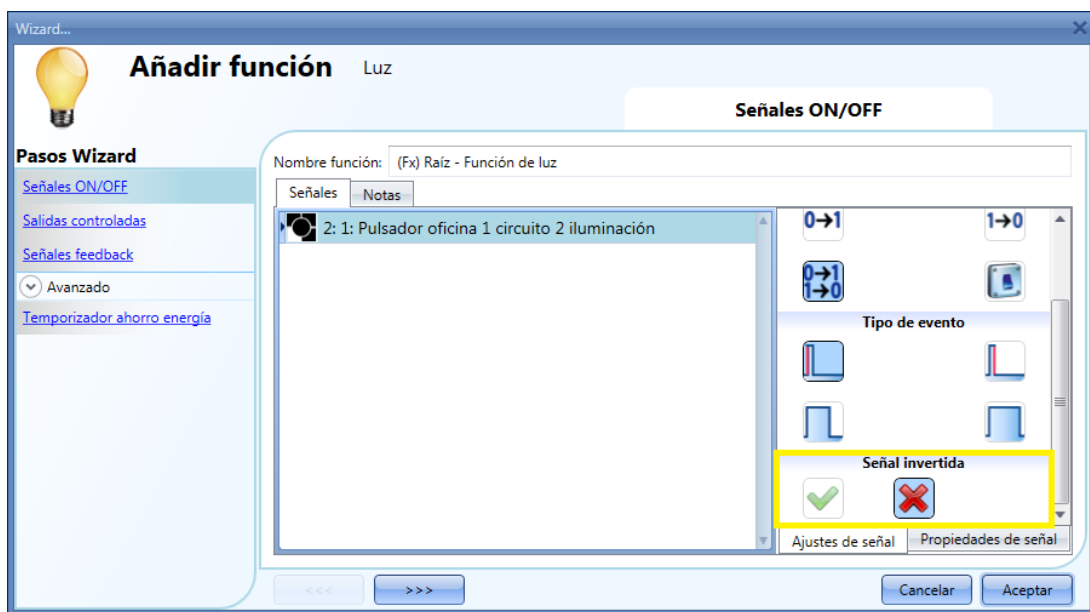 Wizard...
Añadir función Luz
Señales ON/OFF
Pasos Wizard
Señales ON/OFF
Salidas controladas
Señales feedback
Avanzado
Temporizador ahorro energía
Nombre función: (Fx) Raíz - Función de luz
Señales Notas
2: 1: Pulsador oficina 1 circuito 2 iluminación
0→1 1→0
0→1
1→0
Tipo de evento
Señal invertida
Ajustes de señal Propiedades de señal
<<< >>> Cancelar Aceptar